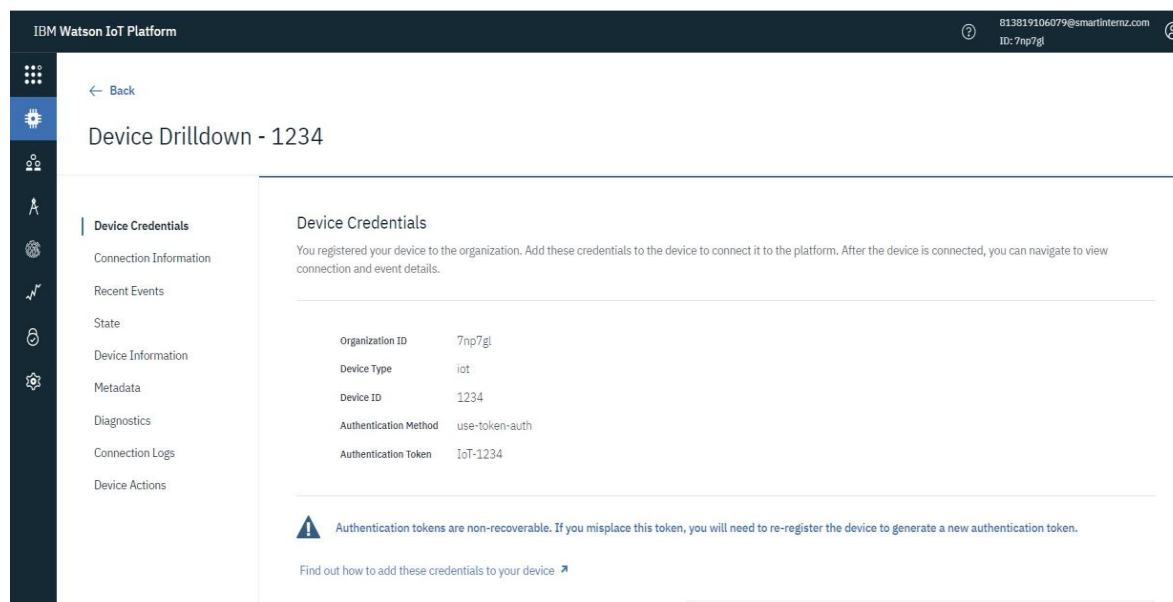 IBM Watson IoT Platform
813819106079@smartinternz.com
ID: 7np7gl
← Back
Device Drilldown - 1234
Device Credentials
Connection Information
Recent Events
State
Device Information
Metadata
Diagnostics
Connection Logs
Device Actions
Device Credentials
You registered your device to the organization. Add these credentials to the device to connect it to the platform. After the device is connected, you can navigate to view
connection and event details.
Organization ID 7np7gl
Device Type iot
Device ID 1234
Authentication Method use-token-auth
Authentication Token IoT-1234
Authentication tokens are non-recoverable. If you misplace this token, you will need to re-register the device to generate a new authentication token.
Find out how to add these credentials to your device